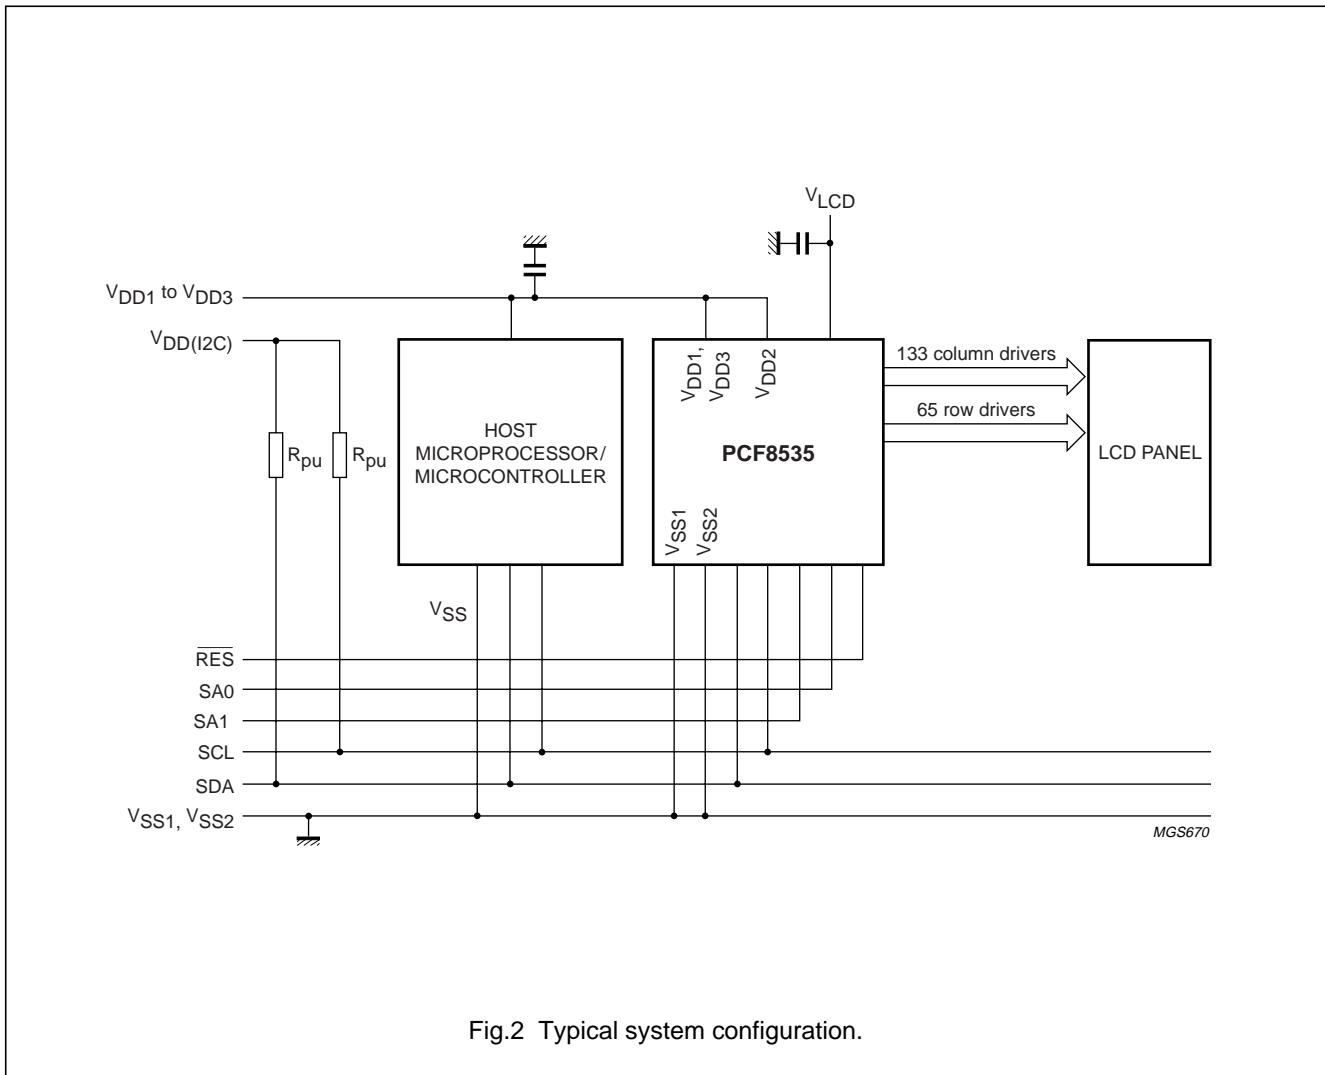 VLCD
VDD1 to VDD3
VDD(I2C)
VDD1,
VDD3
VDD2
133 column drivers
65 row drivers
Rpu
Rpu
HOST
MICROPROCESSOR/
MICROCONTROLLER
PCF8535
LCD PANEL
VSS1
VSS2
VSS
RES
SA0
SA1
SCL
SDA
VSS1, VSS2
MGS670
Fig.2 Typical system configuration.